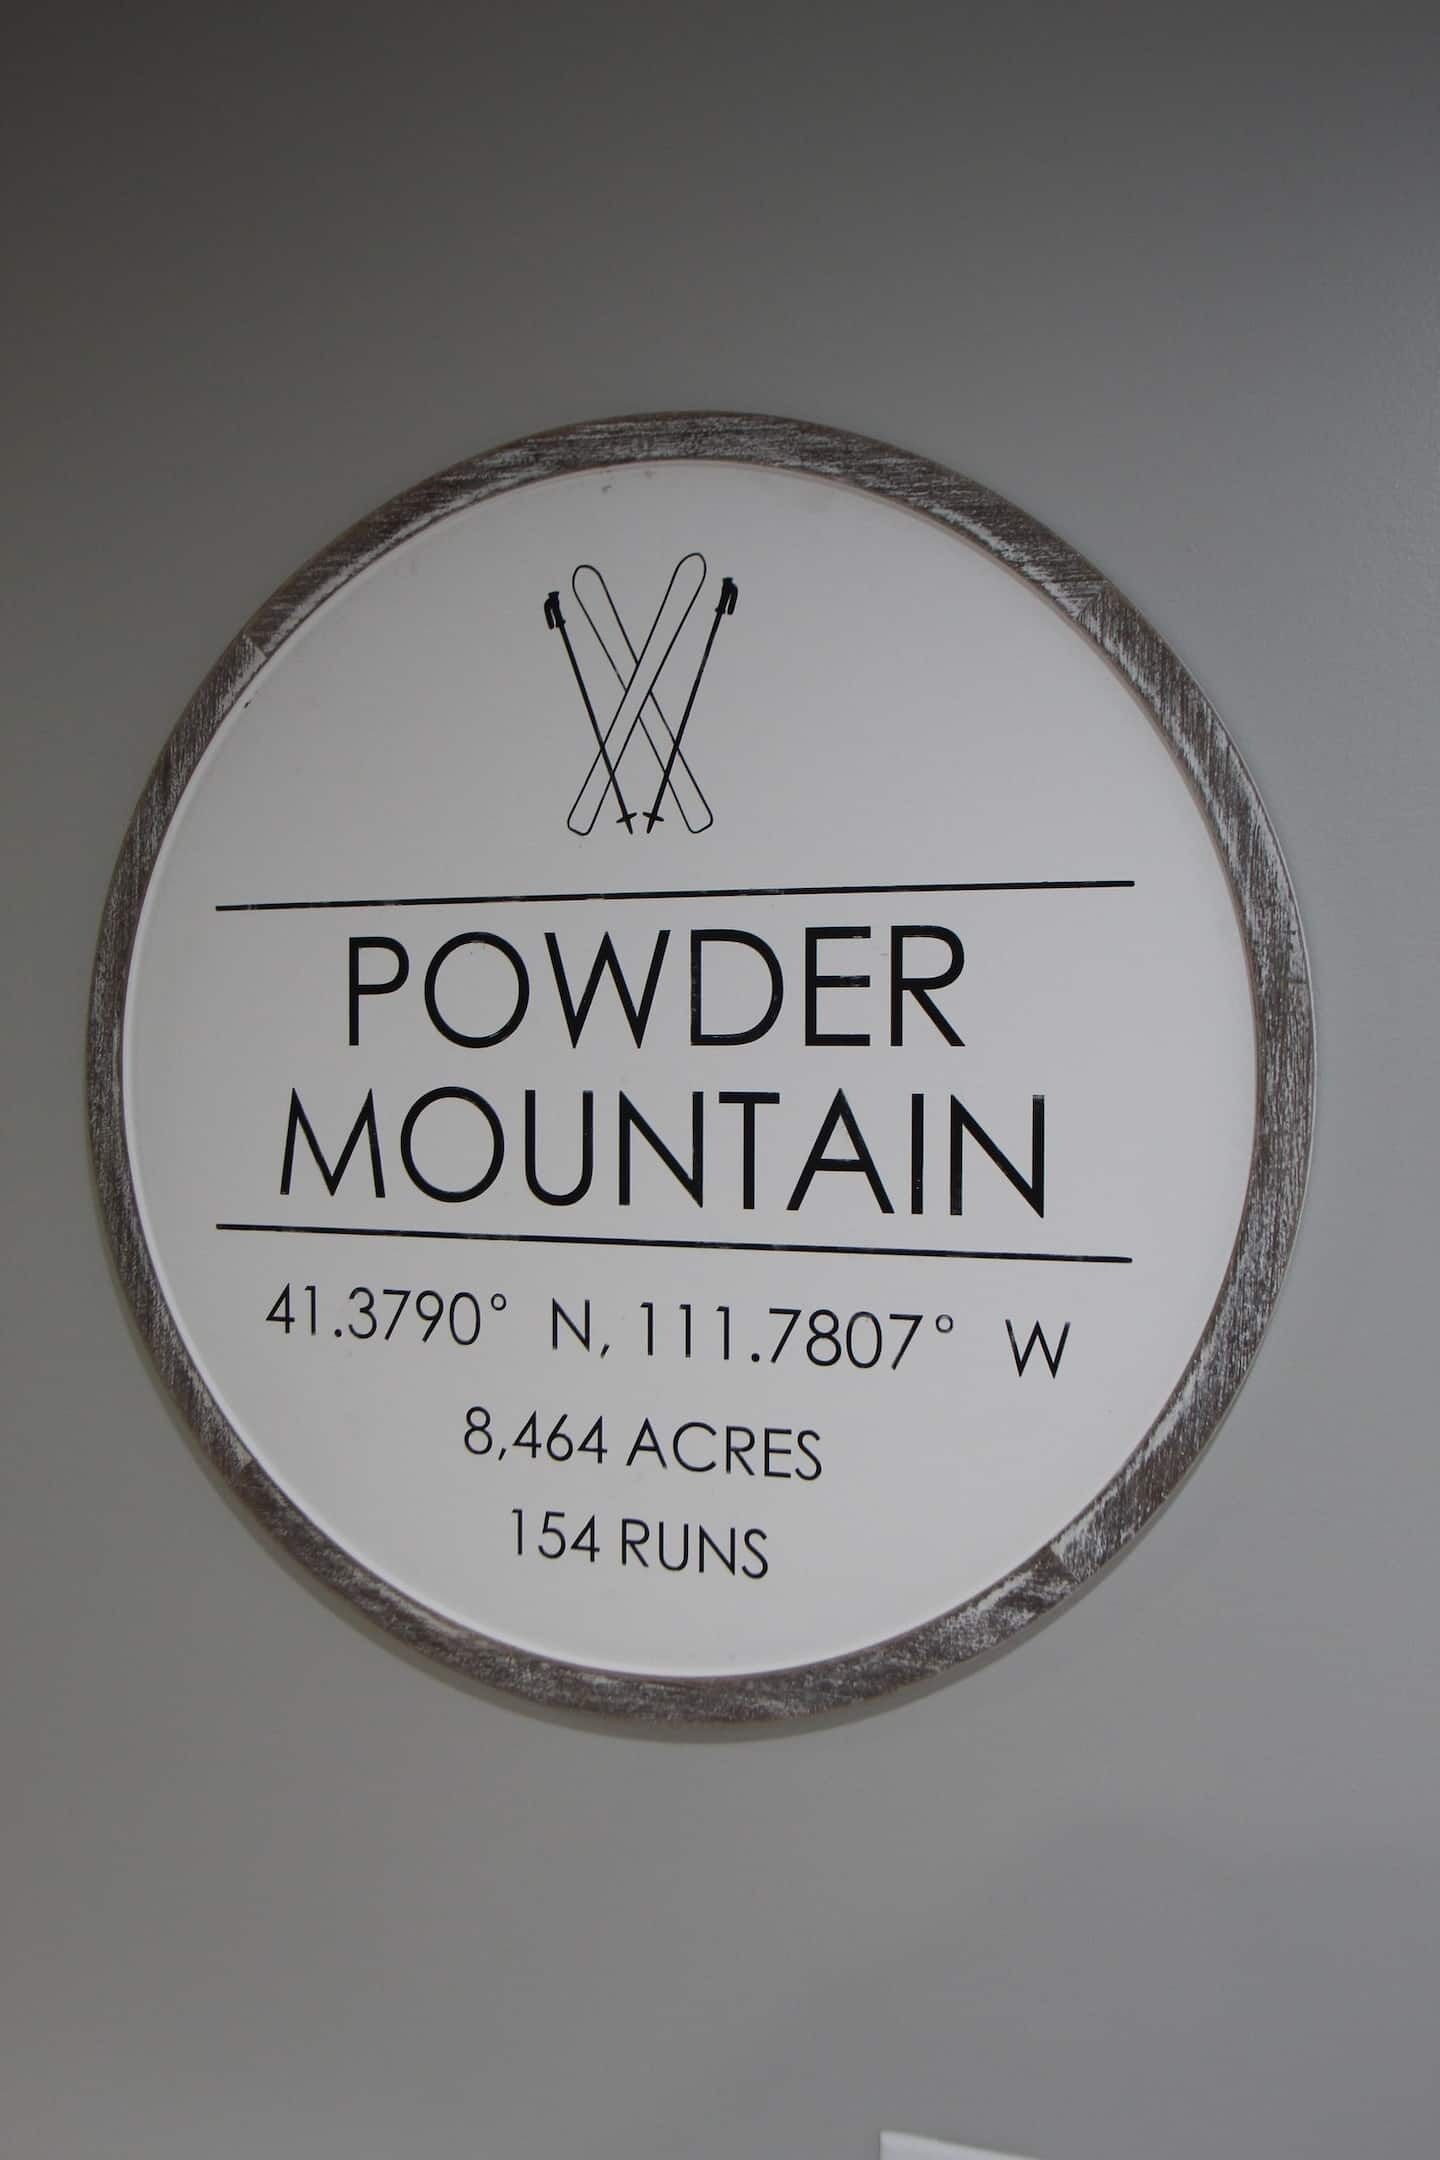 POWDER
MOUNTAIN
41.3790° N, 111.7807° W
8,464 ACRES
154 RUNS